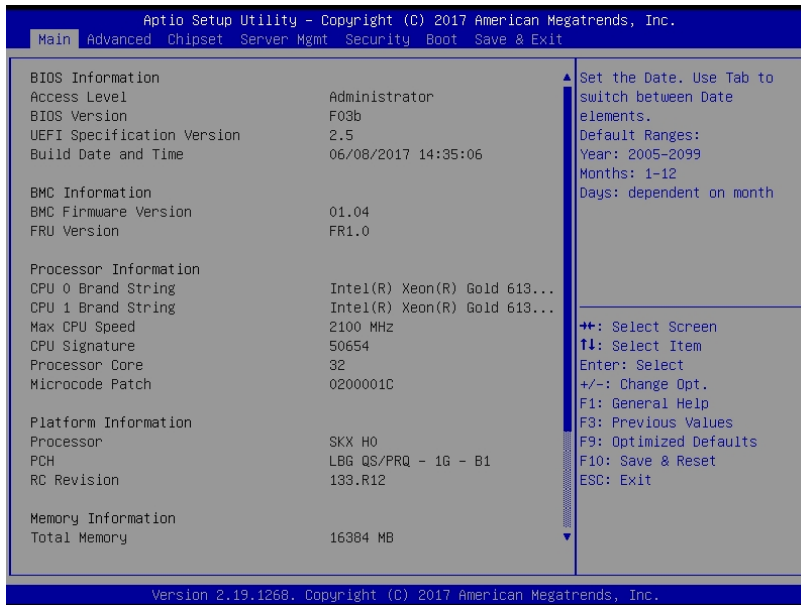 Aptio Setup Utility – Copyright (C) 2017 American Megatrends, Inc.
Main Advanced Chipset Server Mgmt Security Boot Save & Exit
BIOS Information
Access Level Administrator
BIOS Version F03b
UEFI Specification Version 2.5
Build Date and Time 06/08/2017 14:35:06
BMC Information
BMC Firmware Version 01.04
FRU Version FR1.0
Processor Information
CPU 0 Brand String Intel(R) Xeon(R) Gold 613...
CPU 1 Brand String Intel(R) Xeon(R) Gold 613...
Max CPU Speed 2100 MHz
CPU Signature 50654
Processor Core 32
Microcode Patch 0200001C
Platform Information
Processor SKX H0
PCH LBG QS/PRQ - 1G - B1
RC Revision 133.R12
Memory Information
Total Memory 16384 MB
Set the Date. Use Tab to
switch between Date
elements.
Default Ranges:
Year: 2005-2099
Months: 1-12
Days: dependent on month
→←: Select Screen
↑↓: Select Item
Enter: Select
+/-: Change Opt.
F1: General Help
F3: Previous Values
F9: Optimized Defaults
F10: Save & Reset
ESC: Exit
Version 2.19.1268. Copyright (C) 2017 American Megatrends, Inc.